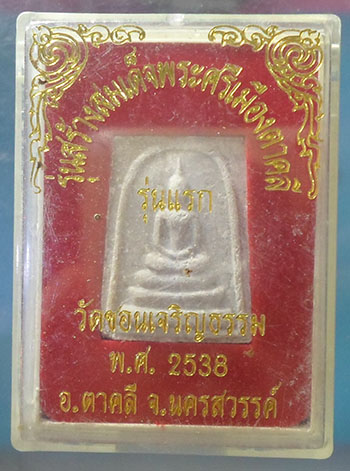 รุ่นสร้างสมเด็จพระศรีเมืองตาคลี
รุ่นแรก
วัดจอนเจริญธรรม
พ.ศ. 2538
อ.ตาคลี จ.นครสวรรค์